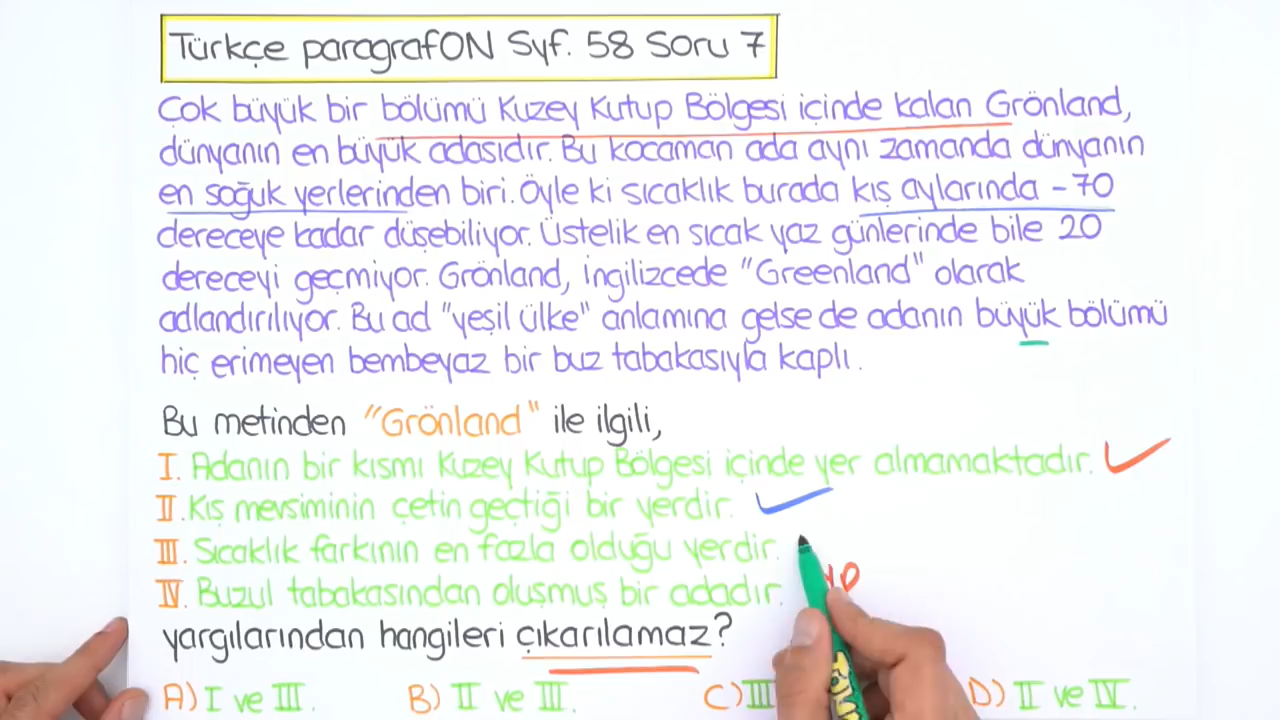 Türkçe paragrafON Syf. 58 Soru 7
Çok büyük bir bölümü Kuzey Kutup Bölgesi içinde kalan Grönland,
dünyanın en büyük adasıdır. Bu kocaman ada aynı zamanda dünyanın
en soğuk yerlerinden biri. Öyle ki sıcaklık burada kış aylarında -70
dereceye kadar düşebiliyor. Üstelik en sıcak yaz günlerinde bile 20
dereceyi geçmiyor. Grönland, İngilizcede "Greenland" olarak
adlandırılıyor. Bu ad "yeşil ülke" anlamına gelse de adanın büyük bölümü
hiç erimeyen bembeyaz bir buz tabakasıyla kaplı.
Bu metinden "Grönland" ile ilgili,
I. Adanın bir kısmı Kuzey Kutup Bölgesi içinde yer almamaktadır.
II. Kış mevsiminin çetin geçtiği bir yerdir.
III. Sıcaklık farkının en fazla olduğu yerdir.
IV. Buzul tabakasından oluşmuş bir adadır.
yargılarından hangileri çıkarılamaz?
A) I ve III. B) II ve III. C) III D) II ve IV.